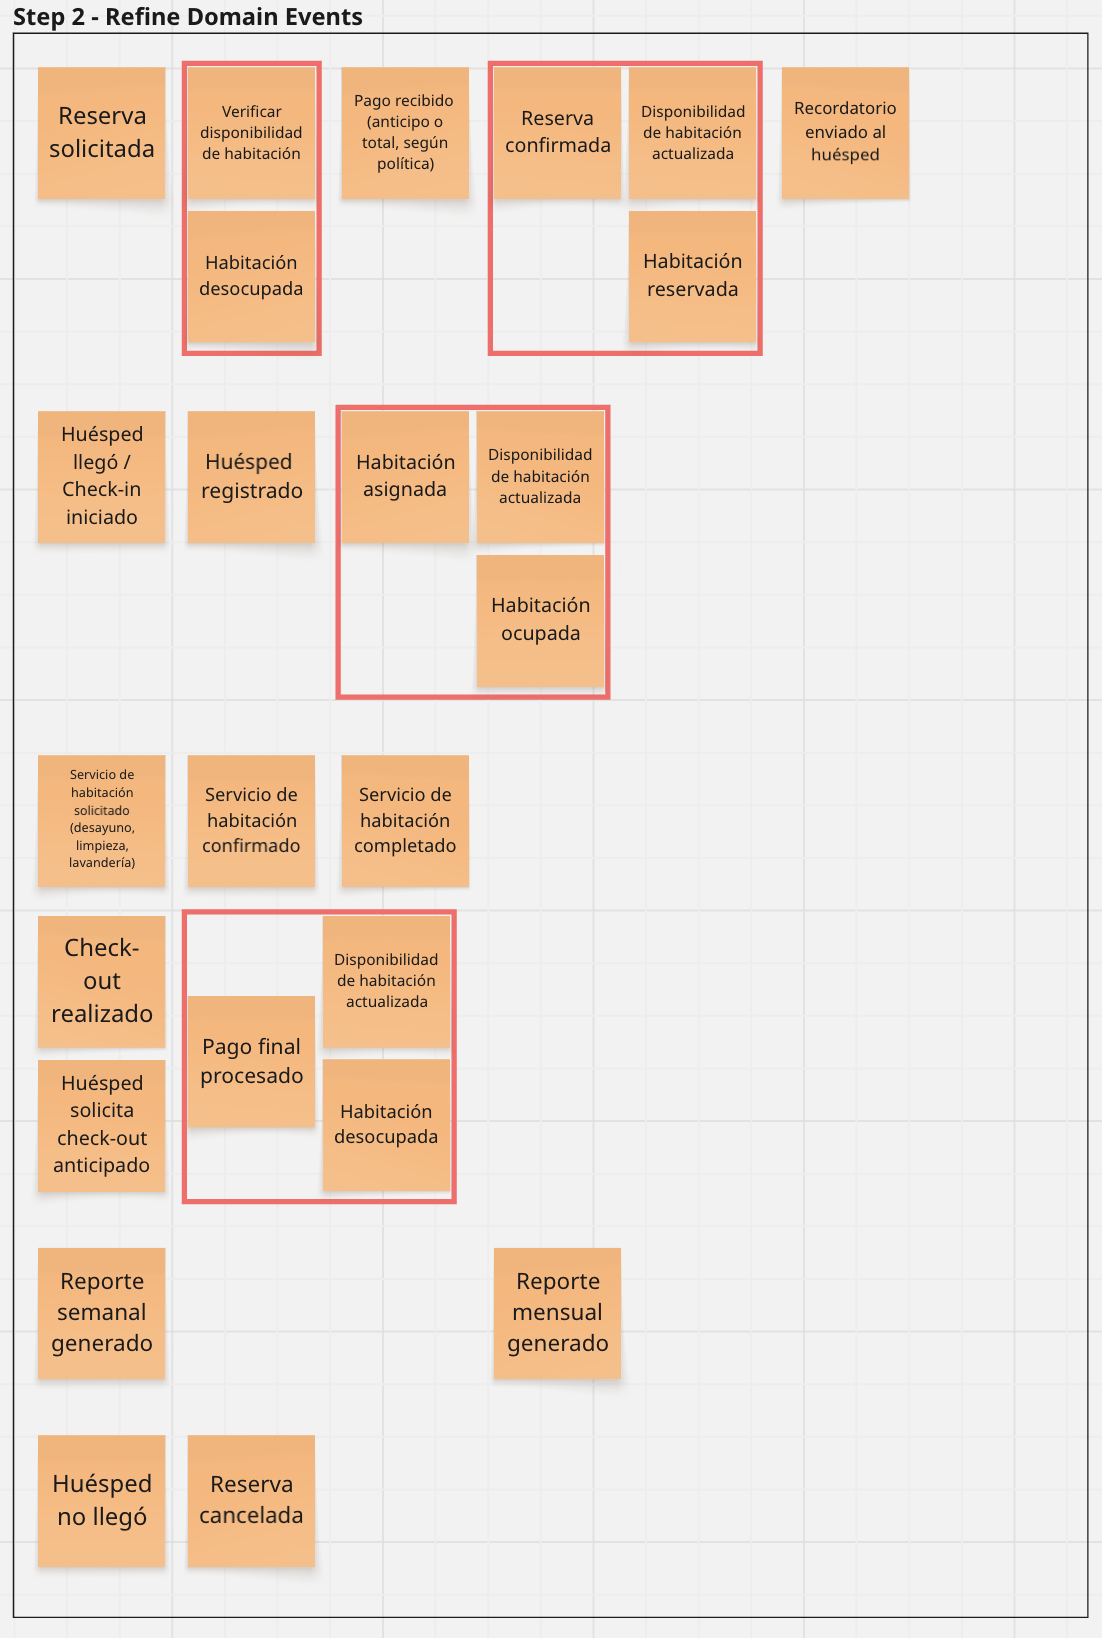 Step 2 - Refine Domain Events
Reserva
solicitada
Verificar
disponibilidad
de habitación
Pago recibido
(anticipo o
total, según
política)
Reserva
confirmada
Disponibilidad
de habitación
actualizada
Recordatorio
enviado al
huésped
Habitación
desocupada
Habitación
reservada
Huésped
llegó /
Check-in
iniciado
Huésped
registrado
Habitación
asignada
Disponibilidad
de habitación
actualizada
Habitación
ocupada
Servicio de
habitación
solicitado
(desayuno,
limpieza,
lavandería)
Servicio de
habitación
confirmado
Servicio de
habitación
completado
Check-
out
realizado
Disponibilidad
de habitación
actualizada
Pago final
procesado
Huésped
solicita
check-out
anticipado
Habitación
desocupada
Reporte
semanal
generado
Reporte
mensual
generado
Huésped
no llegó
Reserva
cancelada